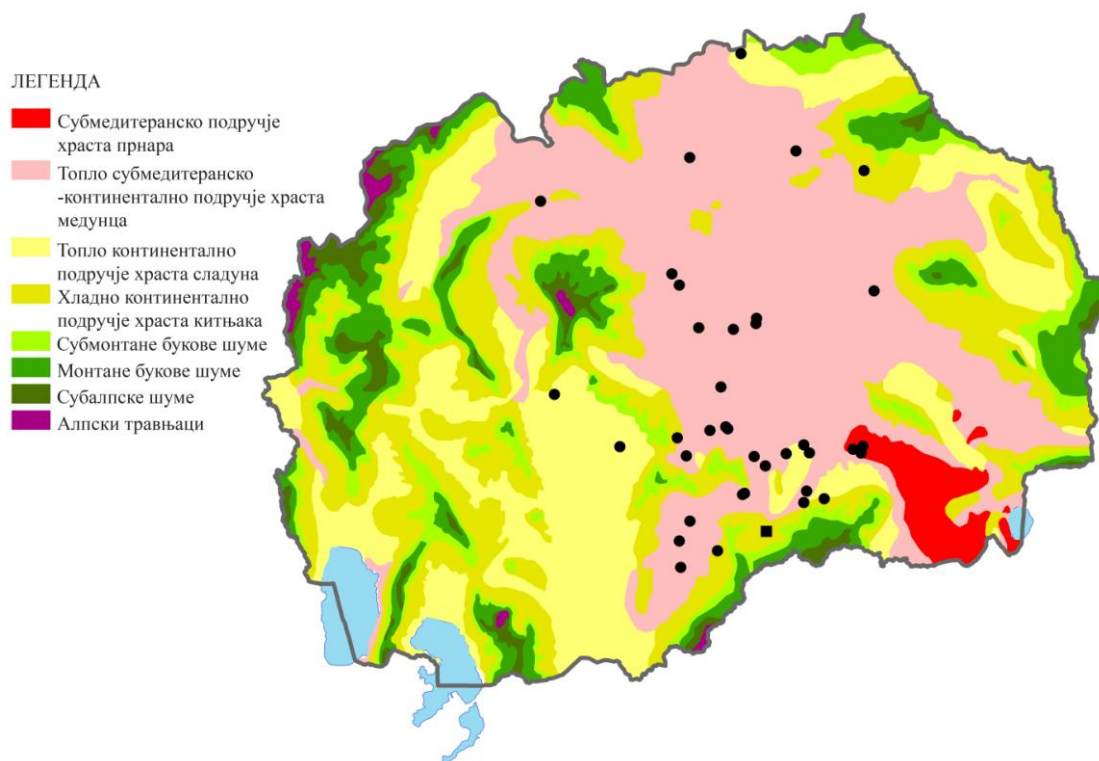 ЛЕГЕНДА
Субмедитеранско подручје
храста прнара
Топло субмедитеранско
-континентално подручје храста
медунца
Топло континентално
подручје храста сладуна
Хладно континентално
подручје храста китњака
Субмонтане букове шуме
Монтане букове шуме
Субалпске шуме
Алпски травњаци